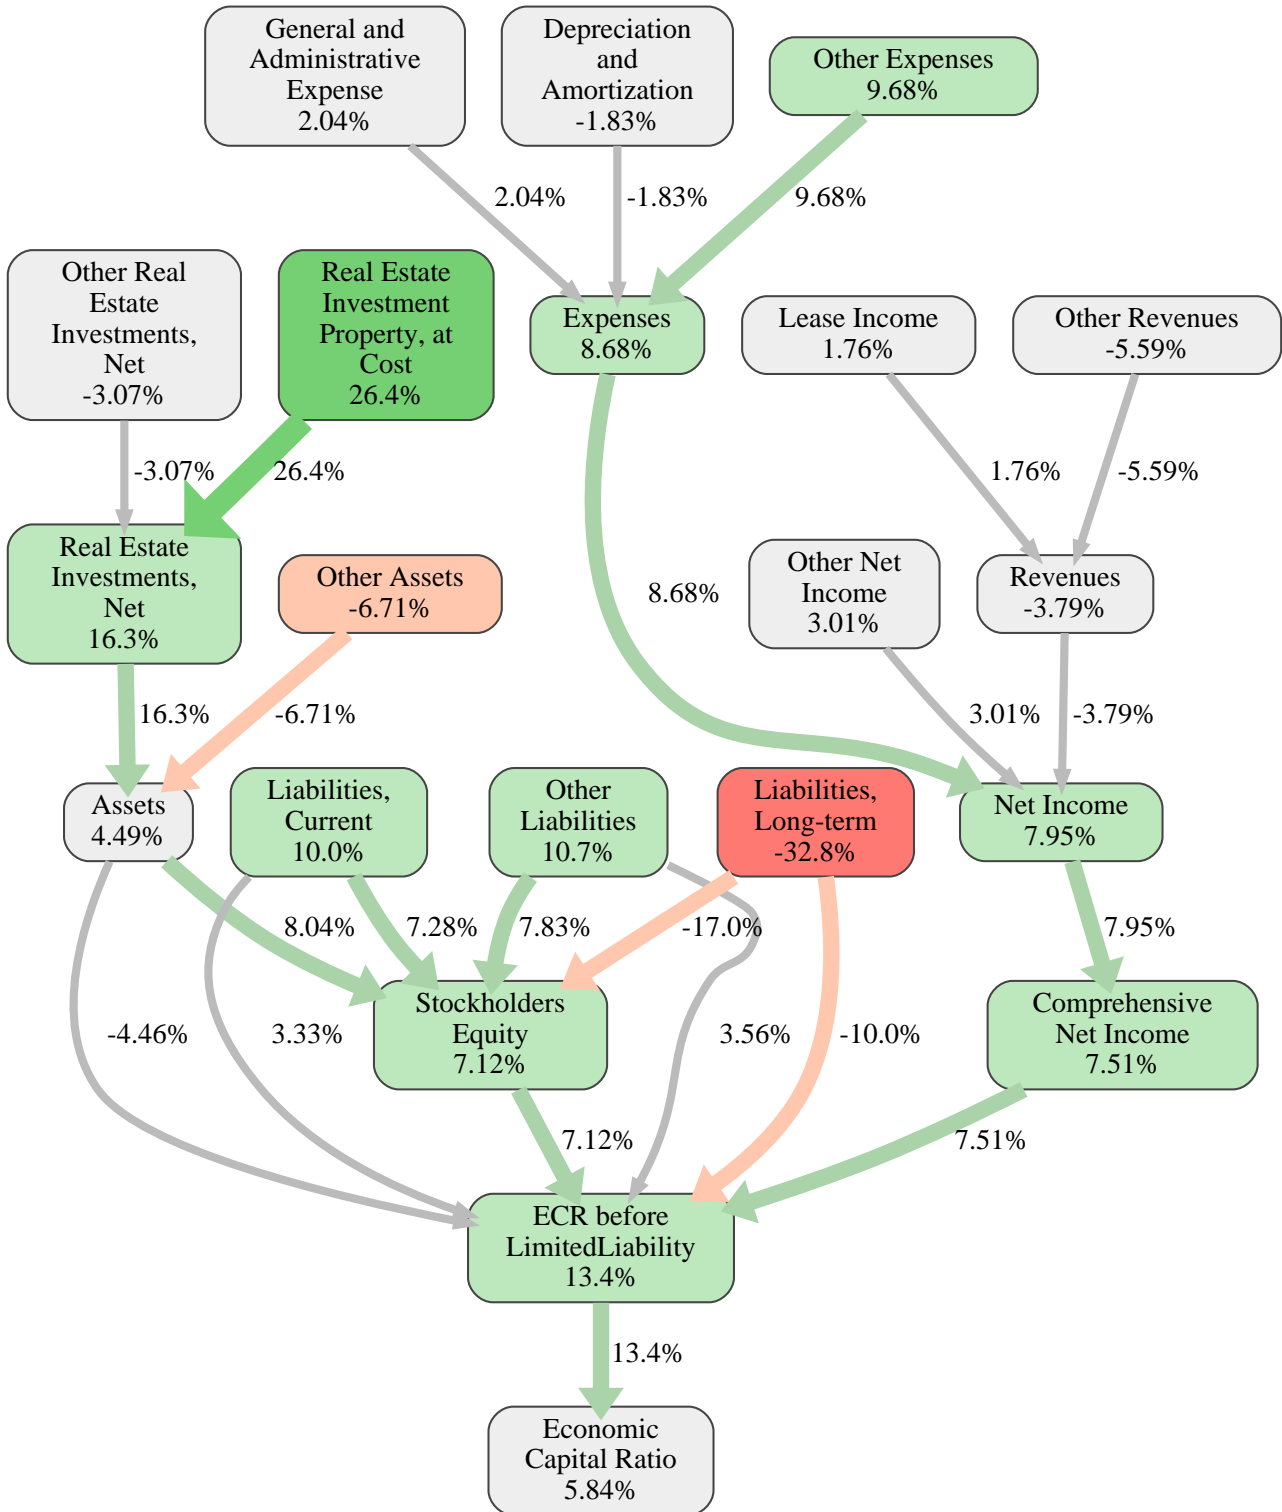 General and
Administrative
Expense
2.04%
Depreciation
and
Amortization
-1.83%
Other Expenses
9.68%
2.04%
-1.83%
9.68%
Other Real
Estate
Investments,
Net
-3.07%
Real Estate
Investment
Property, at
Cost
26.4%
Expenses
8.68%
Lease Income
1.76%
Other Revenues
-5.59%
-3.07%
26.4%
1.76%
-5.59%
Real Estate
Investments,
Net
16.3%
Other Assets
-6.71%
8.68%
Other Net
Income
3.01%
Revenues
-3.79%
16.3%
-6.71%
3.01%
-3.79%
Assets
4.49%
Liabilities,
Current
10.0%
Other
Liabilities
10.7%
Liabilities,
Long-term
-32.8%
Net Income
7.95%
8.04%
7.28%
7.83%
-17.0%
7.95%
Stockholders
Equity
7.12%
Comprehensive
Net Income
7.51%
-4.46%
3.33%
3.56%
-10.0%
7.12%
7.51%
ECR before
LimitedLiability
13.4%
13.4%
Economic
Capital Ratio
5.84%